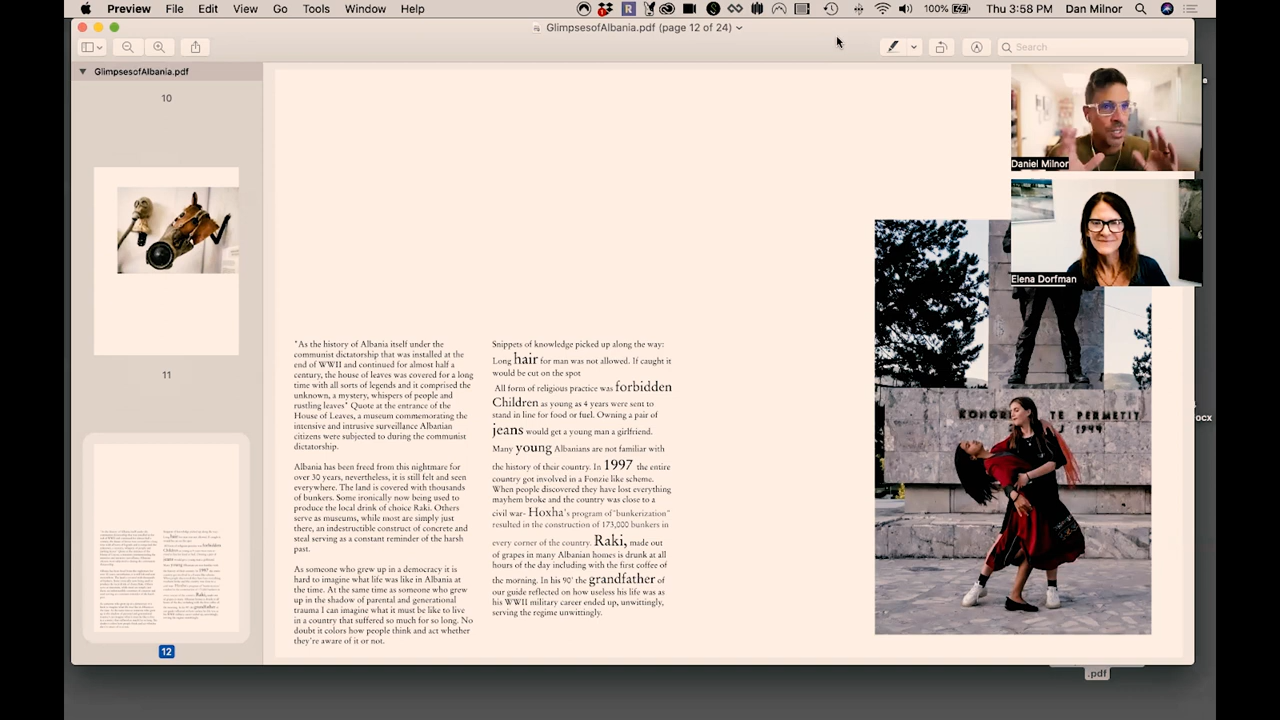 Preview File Edit View Go Tools Window Help 100% Thu 3:58 PM Dan Milnor
GlimpsesofAlbania.pdf (page 12 of 24)
Search
GlimpsesofAlbania.pdf
10
11
12
"As the history of Albania itself under the
communist dictatorship that was installed at the
end of WWII and continued for almost half a
century, the house of leaves was covered for a long
time with all sorts of legends and it comprised the
unknown, a mystery, whispers of people and
rustling leaves" Quote at the entrance of the
House of Leaves, a museum commemorating the
intensive and intrusive surveillance Albanian
citizens were subjected to during the communist
dictatorship.
Albania has been freed from this nightmare for
over 30 years, nevertheless, it is still felt and seen
everywhere. The land is covered with thousands
of bunkers. Some ironically now being used to
produce the local drink of choice Raki. Others
serve as museums, while most are simply just
there, an indestructible construct of concrete and
steal serving as a constant reminder of the harsh
past.
As someone who grew up in a democracy it is
hard to imagine what life was like in Albania at
the time. At the same time as someone who grew
up in the shadow of parental and generational
trauma I can imagine what it must be like to live
in a country that suffered so much for so long. No
doubt it colors how people think and act whether
they're aware of it or not.
Snippets of knowledge picked up along the way:
Long hair for man was not allowed. If caught it
would be cut on the spot
All form of religious practice was forbidden
Children as young as 4 years were sent to
stand in line for food or fuel. Owning a pair of
jeans would get a young man a girlfriend.
Many young Albanians are not familiar with
the history of their country. In 1997 the entire
country got involved in a Fonzie like scheme.
When people discovered they have lost everything
mayhem broke and the country was close to a
civil war- Hoxha's program of "bunkerization"
resulted in the construction of 173,000 bunkers in
every corner of the country. Raki, made out
of grapes in many Albanian homes is drunk at all
hours of the day including with the first coffee of
the morning. In his 90' the grandfather of
our guide reflected on how useless his life was as
his WWII military career ended up, unwittingly,
serving the regime unwittingly.
TE PERMETIT
1944
Daniel Milnor
Elena Dorfman
ocx
.pdf